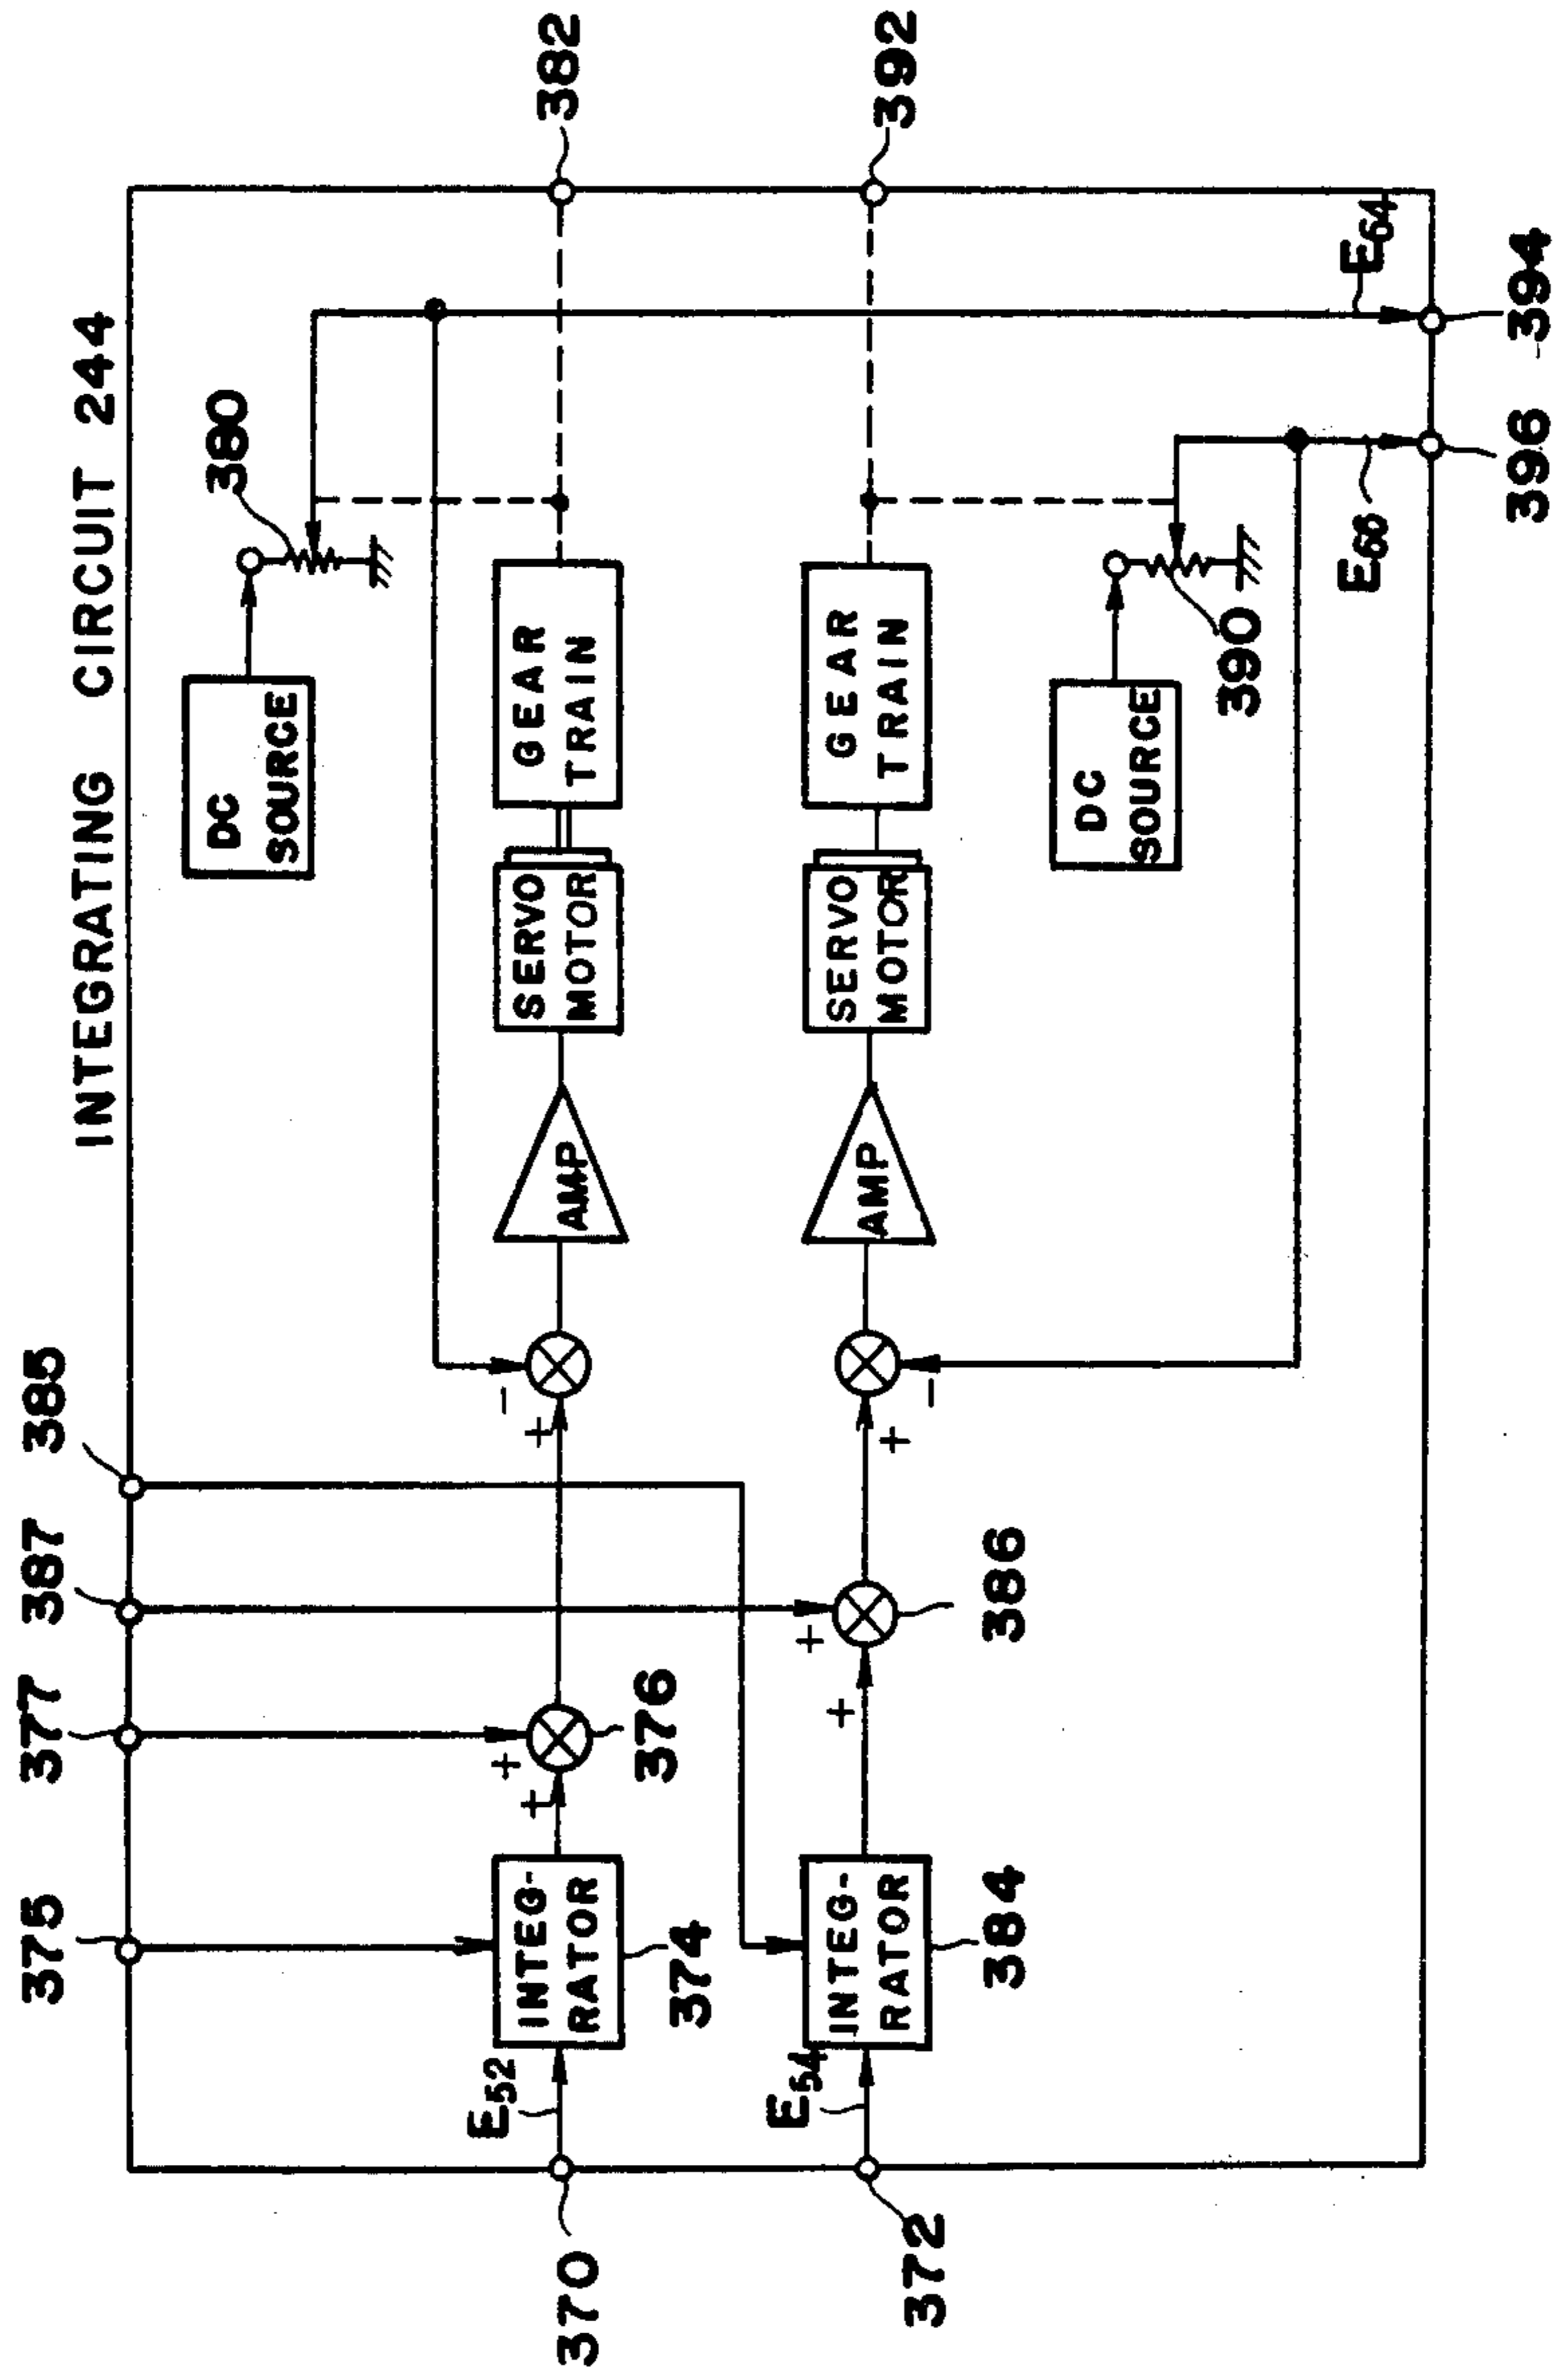 INTEGRATING CIRCUIT 244
375
377
387
385
380
DC
SOURCE
E52
370
INTEG-
RATOR
374
+
+
376
-
+
AMP
SERVO
MOTOR
GEAR
TRAIN
382
E54
372
INTEG-
RATOR
384
+
+
386
+
-
AMP
SERVO
MOTOR
GEAR
TRAIN
392
DC
SOURCE
390
E66
E64
396
394